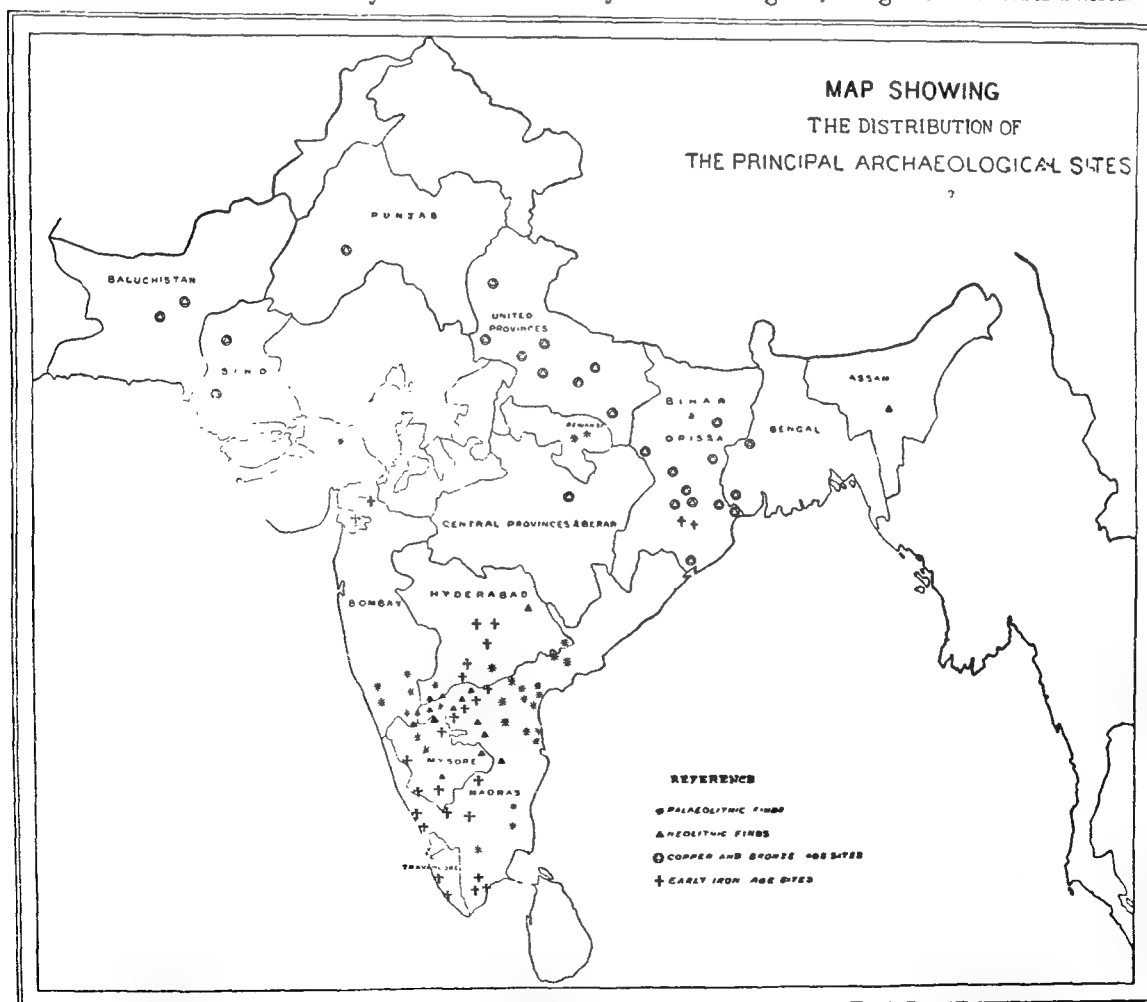 MAP SHOWING
THE DISTRIBUTION OF
THE PRINCIPAL ARCHAEOLOGICAL SITES
PUNJAB
BALUCHISTAN
SIND
UNITED
PROVINCES
BIHAR
&
ORISSA
BENGAL
ASSAM
REWAH
CENTRAL PROVINCES & BERAR
BOMBAY
HYDERABAD
MYSORE
MADRAS
TRAVANCORE
REFERENCE
PALAEOLITHIC FINDS
NEOLITHIC FINDS
COPPER AND BRONZE AGE SITES
EARLY IRON AGE SITES